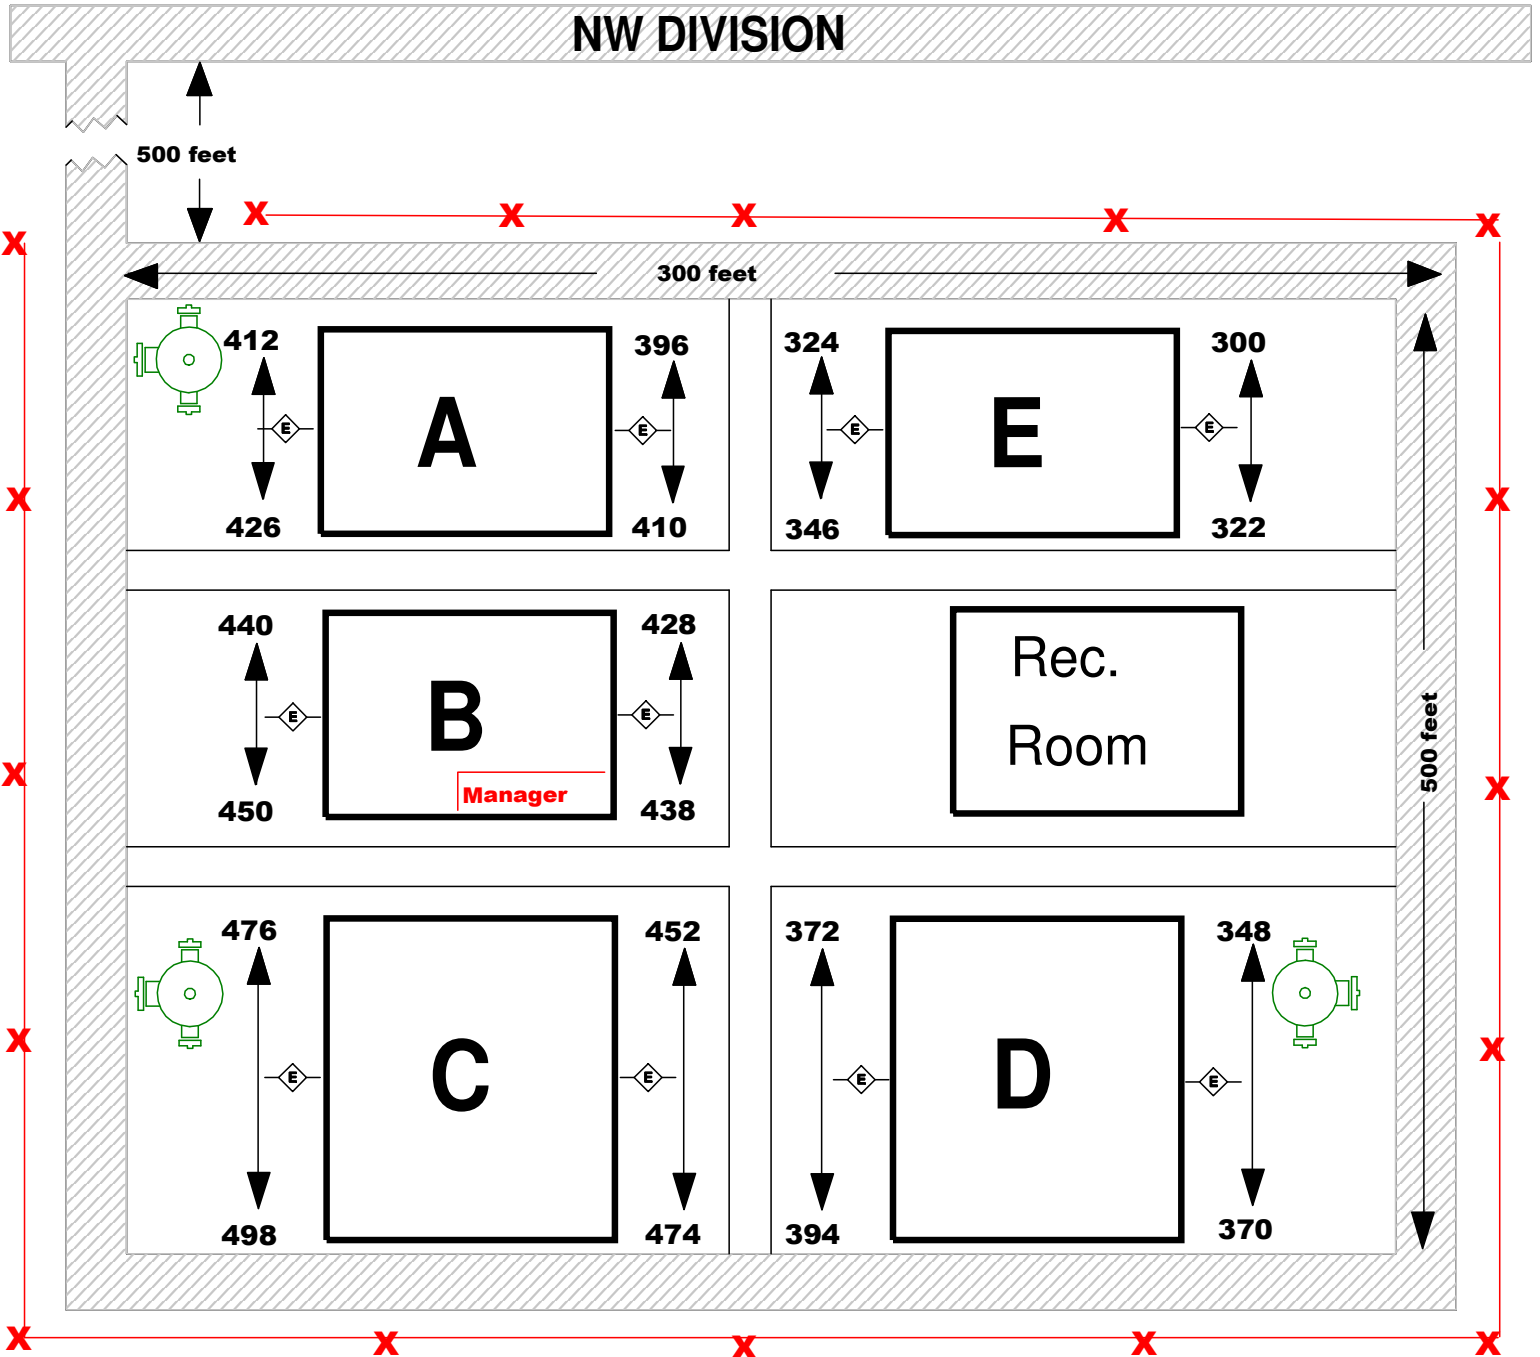 NW DIVISION
500 feet
X X X X X
X
300 feet
412 396 324 300
A E
E E E E
X X
426 410 346 322
440 428
Rec.
Room
B
E E
500 feet
X X
Manager
450 438
476 452 372 348
C D
E E E E
X X
498 474 394 370
X X X X X